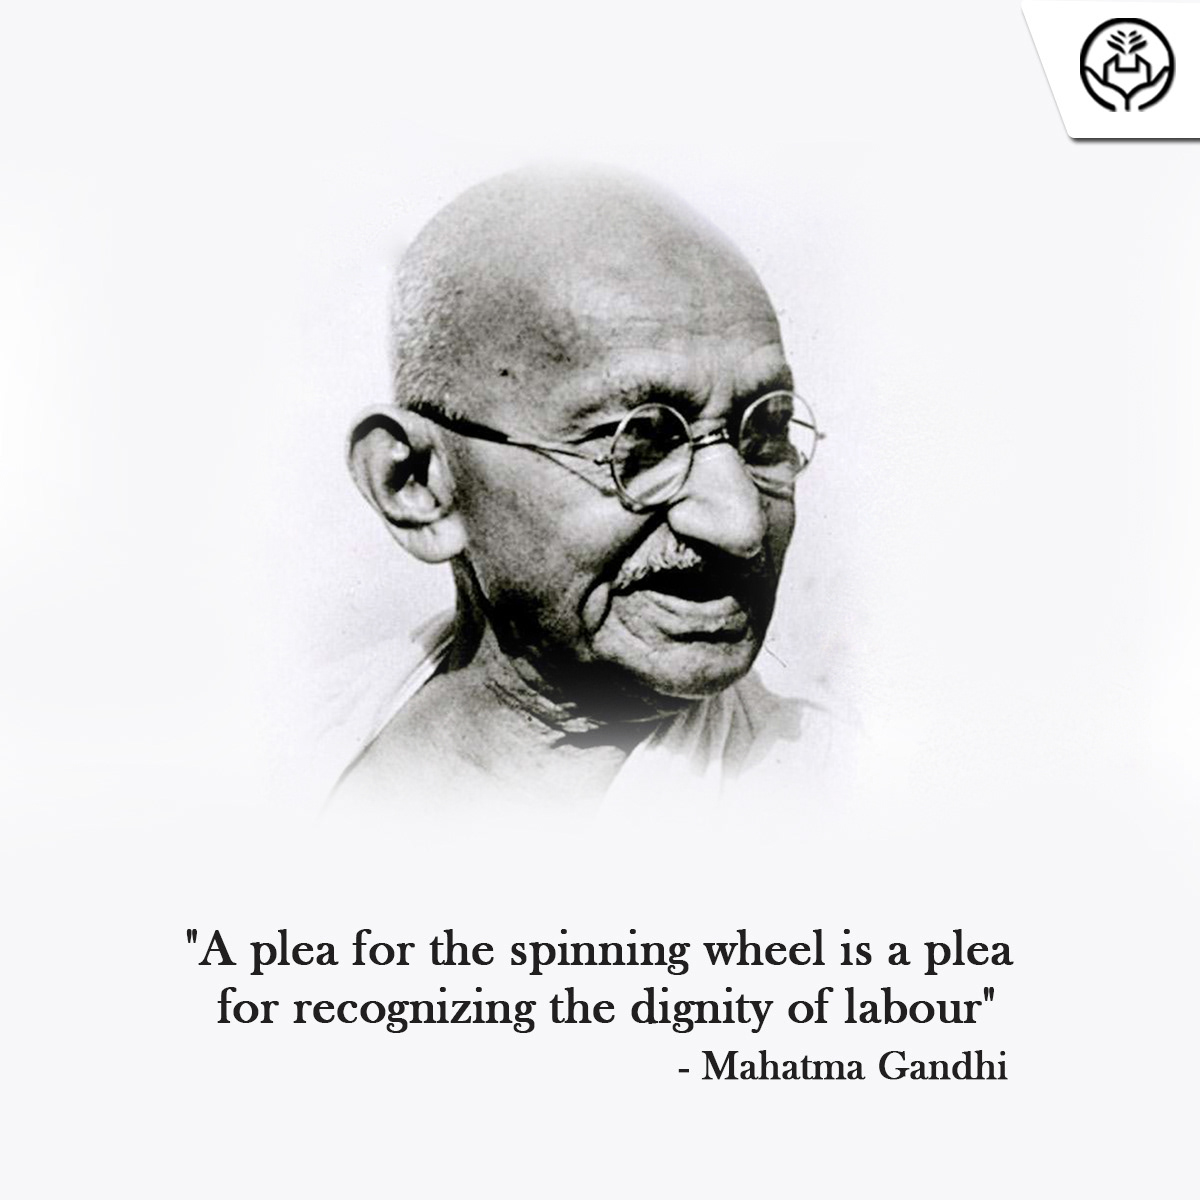 "A plea for the spinning wheel is a plea
for recognizing the dignity of labour"
- Mahatma Gandhi